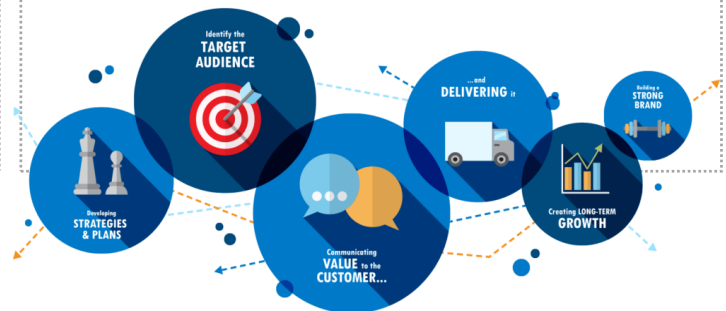 Developing
STRATEGIES
& PLANS
Identify the
TARGET
AUDIENCE
Communicating
VALUE to the
CUSTOMER...
...and
DELIVERING it
Creating LONG-TERM
GROWTH
Building a
STRONG
BRAND